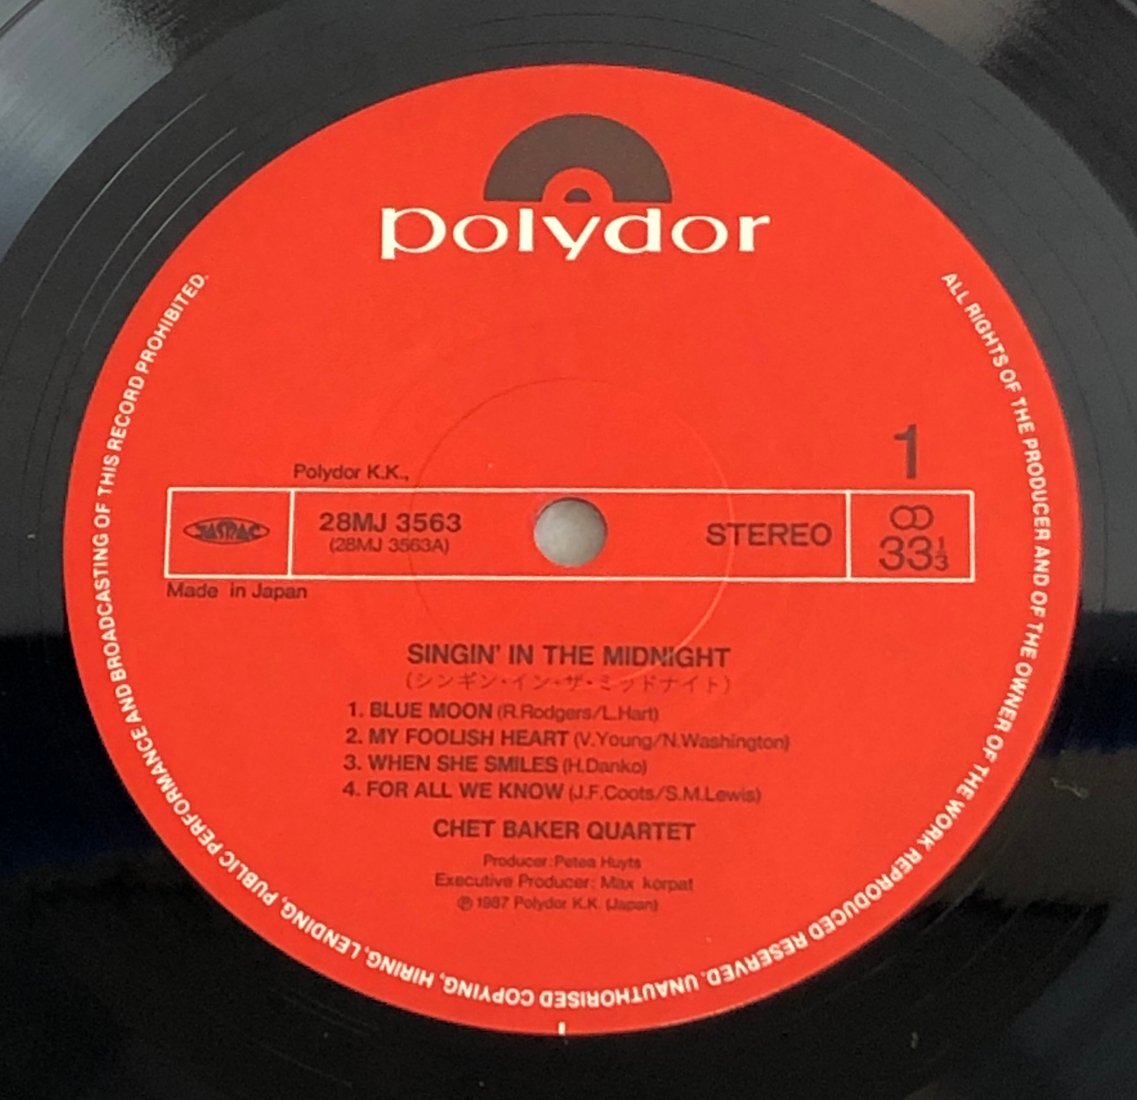 polydor
1
Polydor K.K.,
JASRAC
28MJ 3563
(28MJ 3563A)
STEREO
33 1/3
Made in Japan
SINGIN' IN THE MIDNIGHT
(シンギン・イン・ザ・ミッドナイト)
1. BLUE MOON (R.Rodgers/L.Hart)
2. MY FOOLISH HEART (V.Young/N.Washington)
3. WHEN SHE SMILES (H.Danko)
4. FOR ALL WE KNOW (J.F.Coots/S.M.Lewis)
CHET BAKER QUARTET
Producer: Petea Huyts
Executive Producer: Max korpat
℗ 1987 Polydor K.K. (Japan)
ALL RIGHTS OF THE PRODUCER AND OF THE OWNER OF THE WORK REPRODUCED RESERVED. UNAUTHORISED COPYING, HIRING, LENDING, PUBLIC PERFORMANCE AND BROADCASTING OF THIS RECORD PROHIBITED.